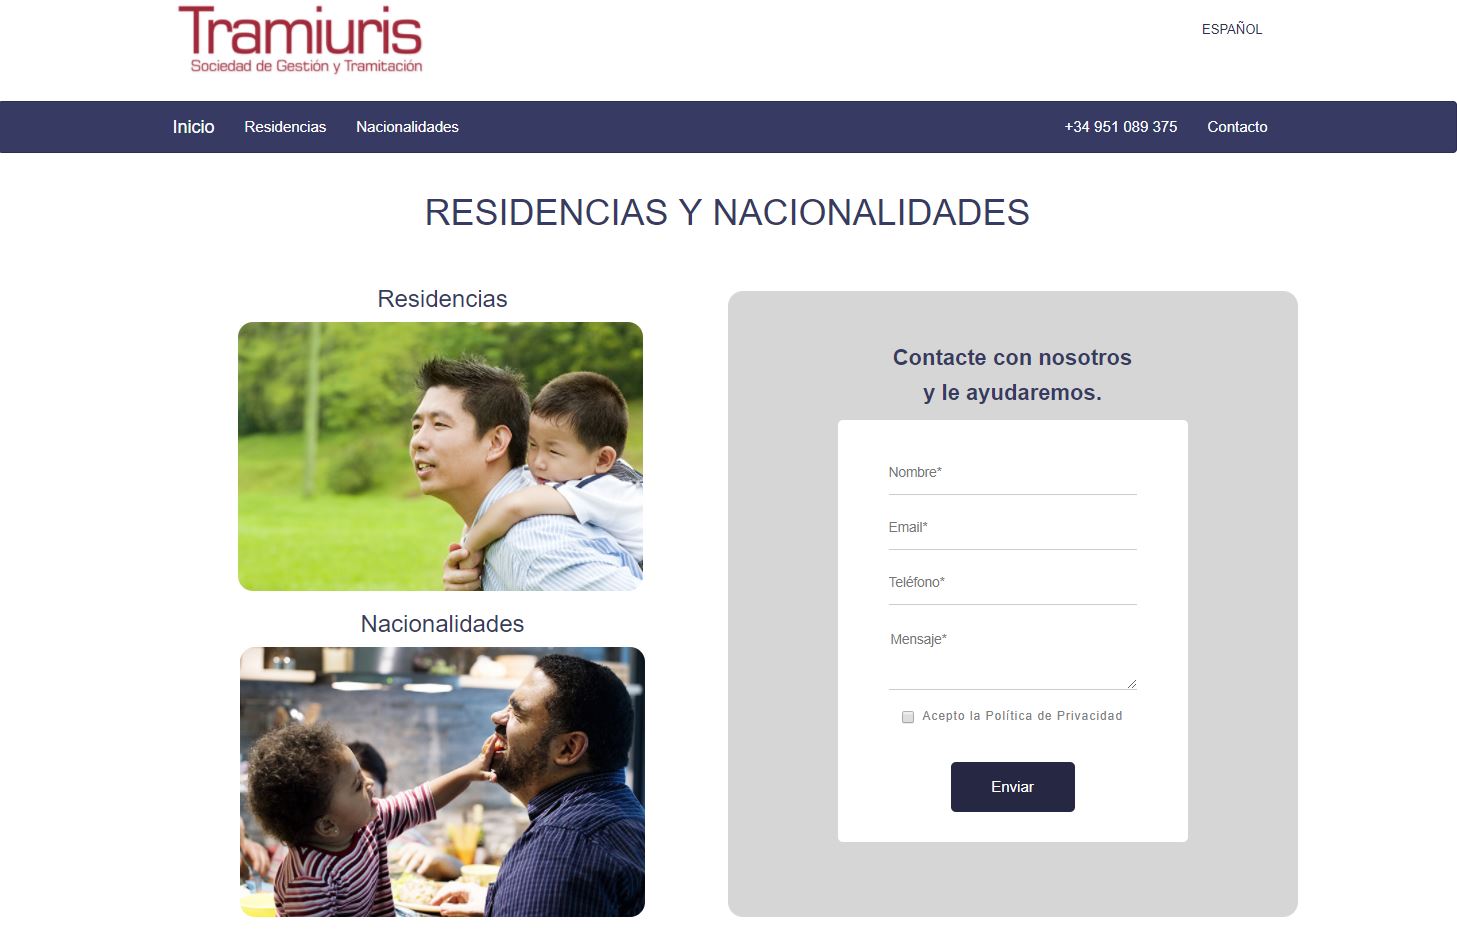 Tramiuris
Sociedad de Gestión y Tramitación
ESPAÑOL
Inicio
Residencias
Nacionalidades
+34 951 089 375
Contacto
RESIDENCIAS Y NACIONALIDADES
Residencias
Nacionalidades
Contacte con nosotros
y le ayudaremos.
Nombre*
Email*
Teléfono*
Mensaje*
Acepto la Política de Privacidad
Enviar